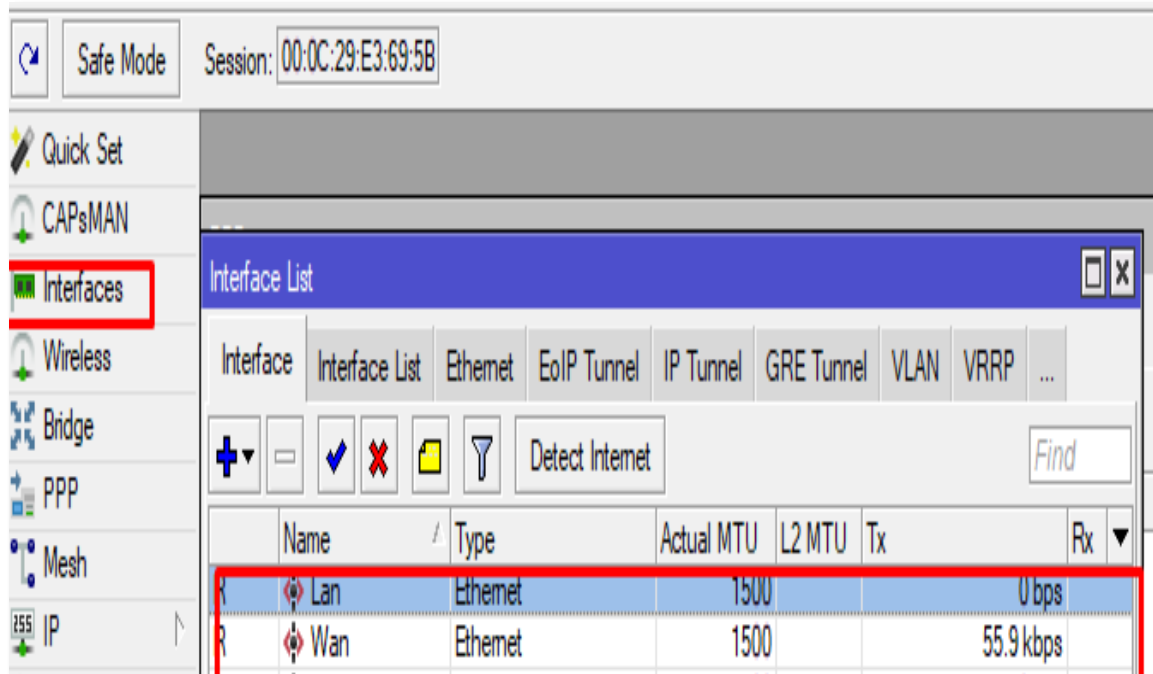 Safe Mode Session: 00:0C:29:E3:69:5B
Quick Set
CAPsMAN
Interfaces
Wireless
Bridge
PPP
Mesh
255 IP
Interface List
Interface Interface List Ethernet EoIP Tunnel IP Tunnel GRE Tunnel VLAN VRRP ...
Detect Internet Find
Name Type Actual MTU L2 MTU Tx Rx
R Lan Ethernet 1500 0 bps
R Wan Ethernet 1500 55.9 kbps